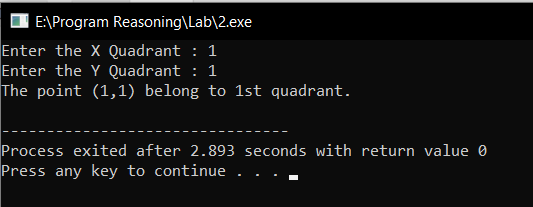 E:\Program Reasoning\Lab\2.exe
Enter the X Quadrant : 1
Enter the Y Quadrant : 1
The point (1,1) belong to 1st quadrant.
--------------------------------
Process exited after 2.893 seconds with return value 0
Press any key to continue . . .